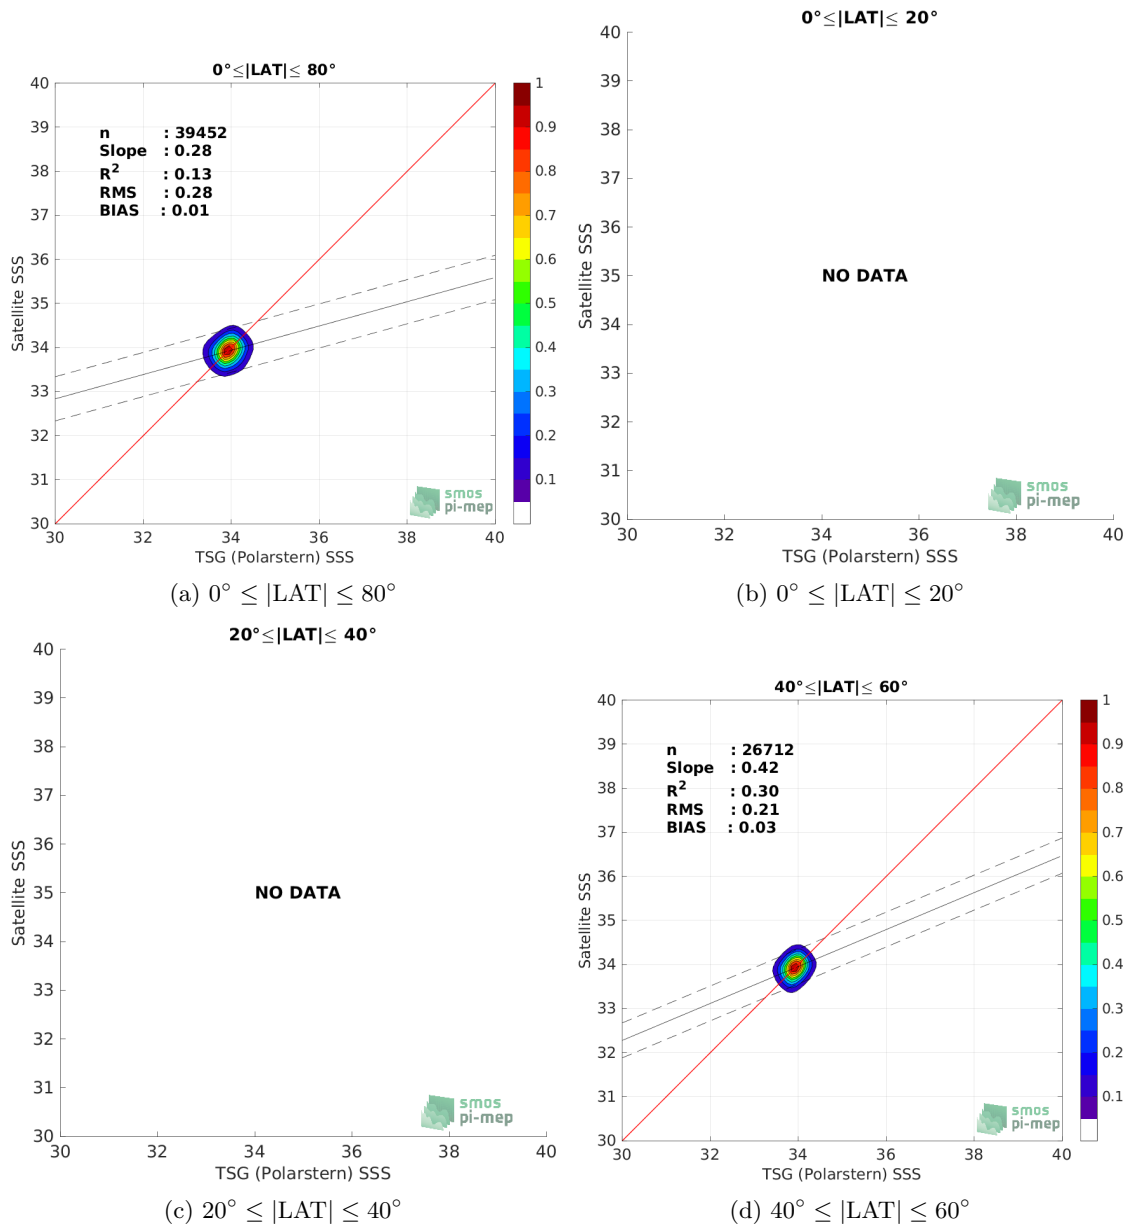 0°≤|LAT|≤ 80°
40
39
38
37
36
35
34
33
32
31
30
Satellite SSS
n : 39452
Slope : 0.28
R² : 0.13
RMS : 0.28
BIAS : 0.01
smos
pi-mep
30 32 34 36 38 40
TSG (Polarstern) SSS
1
0.9
0.8
0.7
0.6
0.5
0.4
0.3
0.2
0.1
(a) 0° ≤ |LAT| ≤ 80°
0°≤|LAT|≤ 20°
40
39
38
37
36
35
34
33
32
31
30
Satellite SSS
NO DATA
smos
pi-mep
30 32 34 36 38 40
TSG (Polarstern) SSS
(b) 0° ≤ |LAT| ≤ 20°
20°≤|LAT|≤ 40°
40
39
38
37
36
35
34
33
32
31
30
Satellite SSS
NO DATA
smos
pi-mep
30 32 34 36 38 40
TSG (Polarstern) SSS
(c) 20° ≤ |LAT| ≤ 40°
40°≤|LAT|≤ 60°
40
39
38
37
36
35
34
33
32
31
30
Satellite SSS
n : 26712
Slope : 0.42
R² : 0.30
RMS : 0.21
BIAS : 0.03
smos
pi-mep
30 32 34 36 38 40
TSG (Polarstern) SSS
1
0.9
0.8
0.7
0.6
0.5
0.4
0.3
0.2
0.1
(d) 40° ≤ |LAT| ≤ 60°